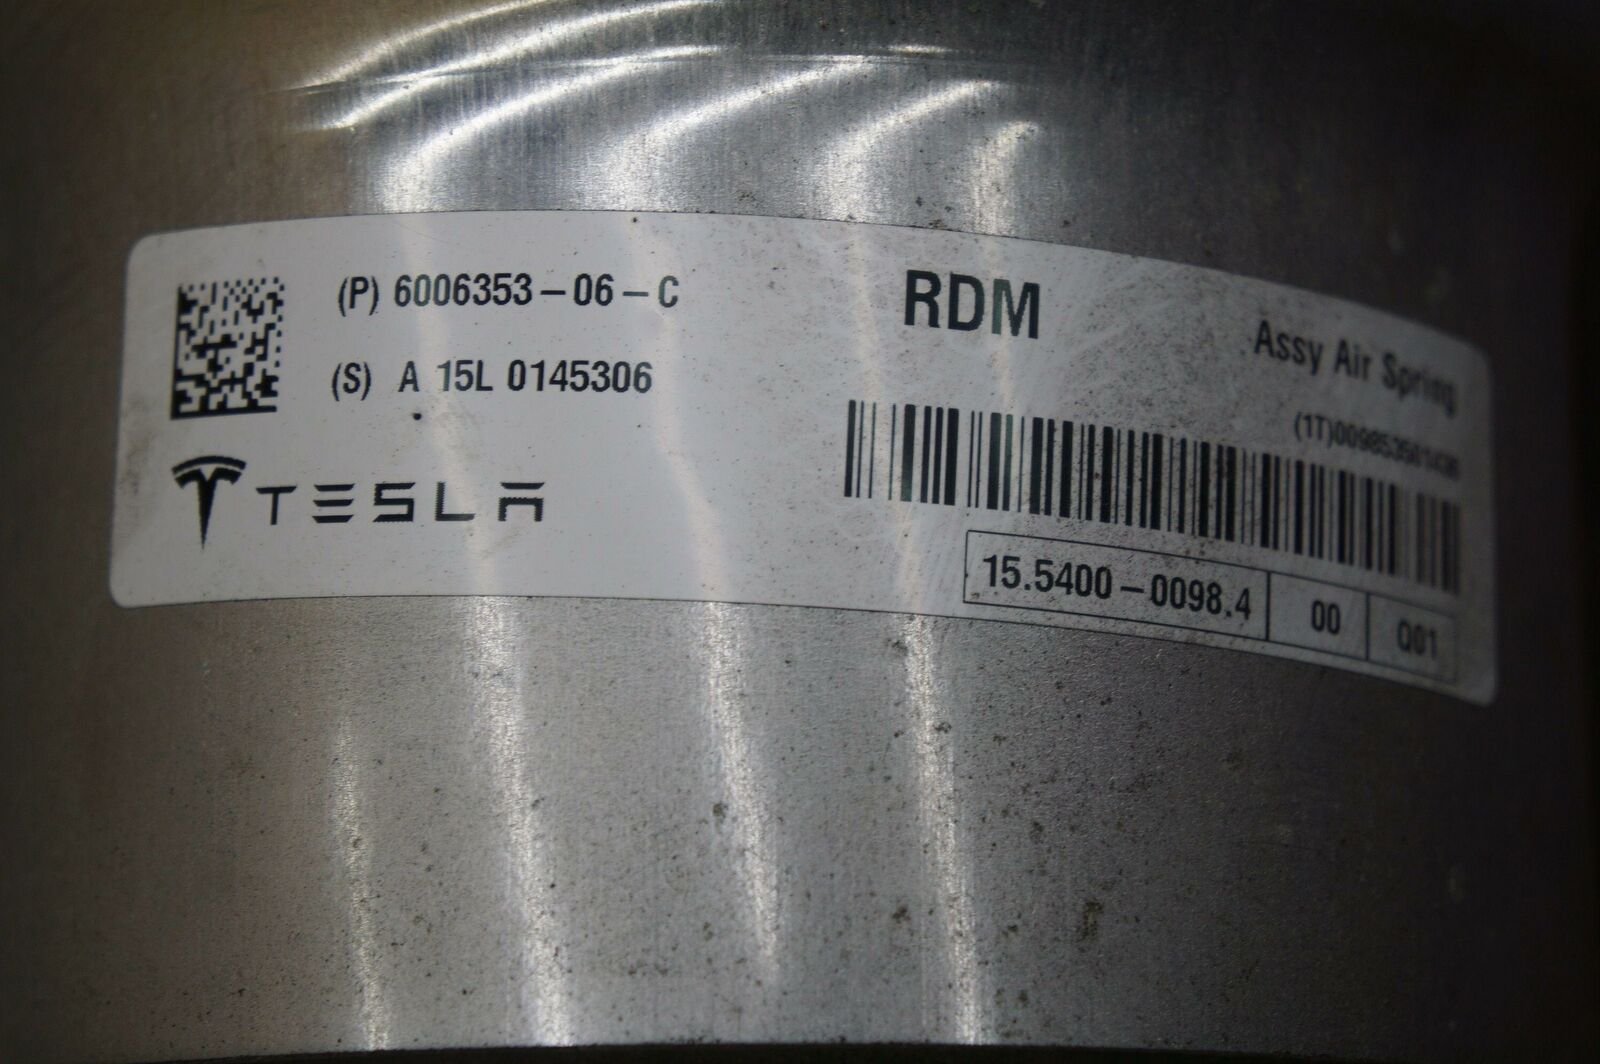 (P) 6006353-06-C
(S) A 15L 0145306
TESLA
RDM
Assy Air Spring
15.5400-0098.4 00 Q01